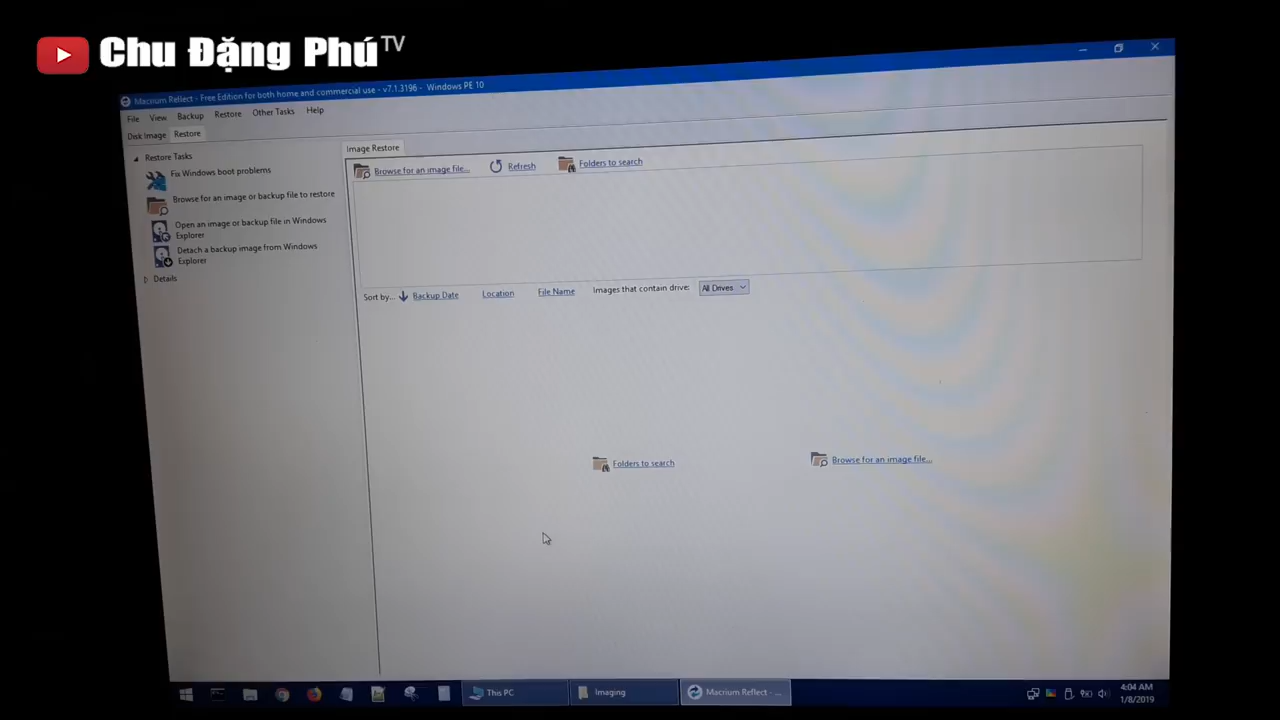 Chu Đặng Phú TV
Macrium Reflect - Free Edition for both home and commercial use - v7.1.3196 - Windows PE 10
File View Backup Restore Other Tasks Help
Disk Image Restore
Restore Tasks
Fix Windows boot problems
Browse for an image or backup file to restore
Open an image or backup file in Windows
Explorer
Detach a backup image from Windows
Explorer
Details
Image Restore
Browse for an image file... Refresh Folders to search
Sort by... Backup Date Location File Name Images that contain drive: All Drives
Folders to search Browse for an image file...
This PC Imaging Macrium Reflect - ...
4:04 AM
1/8/2019